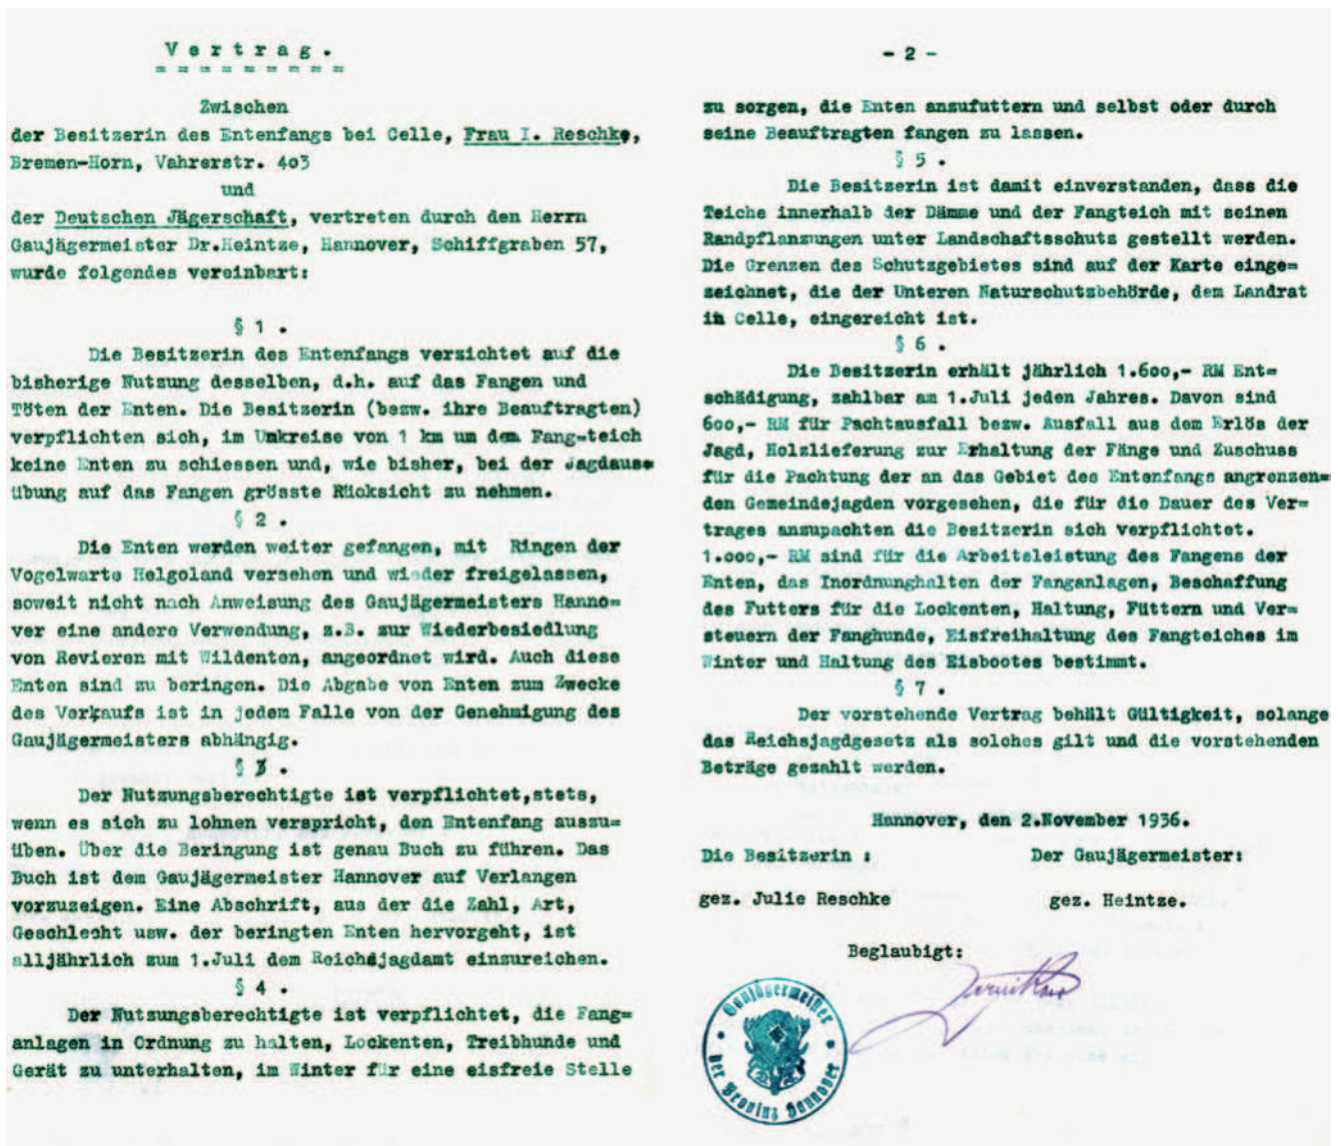 Vertrag.
=========
Zwischen
der Besitzerin des Entenfangs bei Celle, Frau I. Reschke,
Bremen-Horn, Vahrerstr. 4o3
und
der Deutschen Jägerschaft, vertreten durch den Herrn
Gaujägermeister Dr.Heintze, Hannover, Schiffgraben 57,
wurde folgendes vereinbart:
§ 1 .
Die Besitzerin des Entenfangs verzichtet auf die
bisherige Nutzung desselben, d.h. auf das Fangen und
Töten der Enten. Die Besitzerin (bezw. ihre Beauftragten)
verpflichten sich, im Umkreise von 1 km um dem Fang=teich
keine Enten zu schiessen und, wie bisher, bei der Jagdaus=
übung auf das Fangen grösste Rücksicht zu nehmen.
§ 2 .
Die Enten werden weiter gefangen, mit Ringen der
Vogelwarte Helgoland versehen und wieder freigelassen,
soweit nicht nach Anweisung des Gaujägermeisters Hanno=
ver eine andere Verwendung, z.B. zur Wiederbesiedlung
von Revieren mit Wildenten, angeordnet wird. Auch diese
Enten sind zu beringen. Die Abgabe von Enten zum Zwecke
des Verkaufs ist in jedem Falle von der Genehmigung des
Gaujägermeisters abhängig.
§ 3 .
Der Nutzungsberechtigte ist verpflichtet,stets,
wenn es sich zu lohnen verspricht, den Entenfang auszu=
üben. Über die Beringung ist genau Buch zu führen. Das
Buch ist dem Gaujägermeister Hannover auf Verlangen
vorzuzeigen. Eine Abschrift, aus der die Zahl, Art,
Geschlecht usw. der beringten Enten hervorgeht, ist
alljährlich zum 1.Juli dem Reichsjagdamt einzureichen.
§ 4 .
Der Nutzungsberechtigte ist verpflichtet, die Fang=
anlagen in Ordnung zu halten, Lockenten, Treibhunde und
Gerät zu unterhalten, im Winter für eine eisfreie Stelle
- 2 -
zu sorgen, die Enten anzufuttern und selbst oder durch
seine Beauftragten fangen zu lassen.
§ 5 .
Die Besitzerin ist damit einverstanden, dass die
Teiche innerhalb der Dämme und der Fangteich mit seinen
Randpflanzungen unter Landschaftsschutz gestellt werden.
Die Grenzen des Schutzgebietes sind auf der Karte einge=
zeichnet, die der Unteren Naturschutzbehörde, dem Landrat
in Celle, eingereicht ist.
§ 6 .
Die Besitzerin erhält jährlich 1.6oo,- RM Ent=
schädigung, zahlbar am 1.Juli jeden Jahres. Davon sind
6oo,- RM für Pachtausfall bezw. Ausfall aus dem Erlös der
Jagd, Holzlieferung zur Erhaltung der Fänge und Zuschuss
für die Pachtung der an das Gebiet des Entenfangs angrenzen=
den Gemeindejagden vorgesehen, die für die Dauer des Ver=
trages anzupachten die Besitzerin sich verpflichtet.
1.ooo,- RM sind für die Arbeitsleistung des Fangens der
Enten, das Inordnunghalten der Fanganlagen, Beschaffung
des Futters für die Lockenten, Haltung, Füttern und Ver=
steuern der Fanghunde, Eisfreihaltung des Fangteiches im
Winter und Haltung des Eisbootes bestimmt.
§ 7 .
Der vorstehende Vertrag behält Gültigkeit, solange
das Reichsjagdgesetz als solches gilt und die vorstehenden
Beträge gezahlt werden.
Hannover, den 2.November 1936.
Die Besitzerin : Der Gaujägermeister:
gez. Julie Reschke gez. Heintze.
Beglaubigt:
Gaujägermeister
der Provinz Hannover